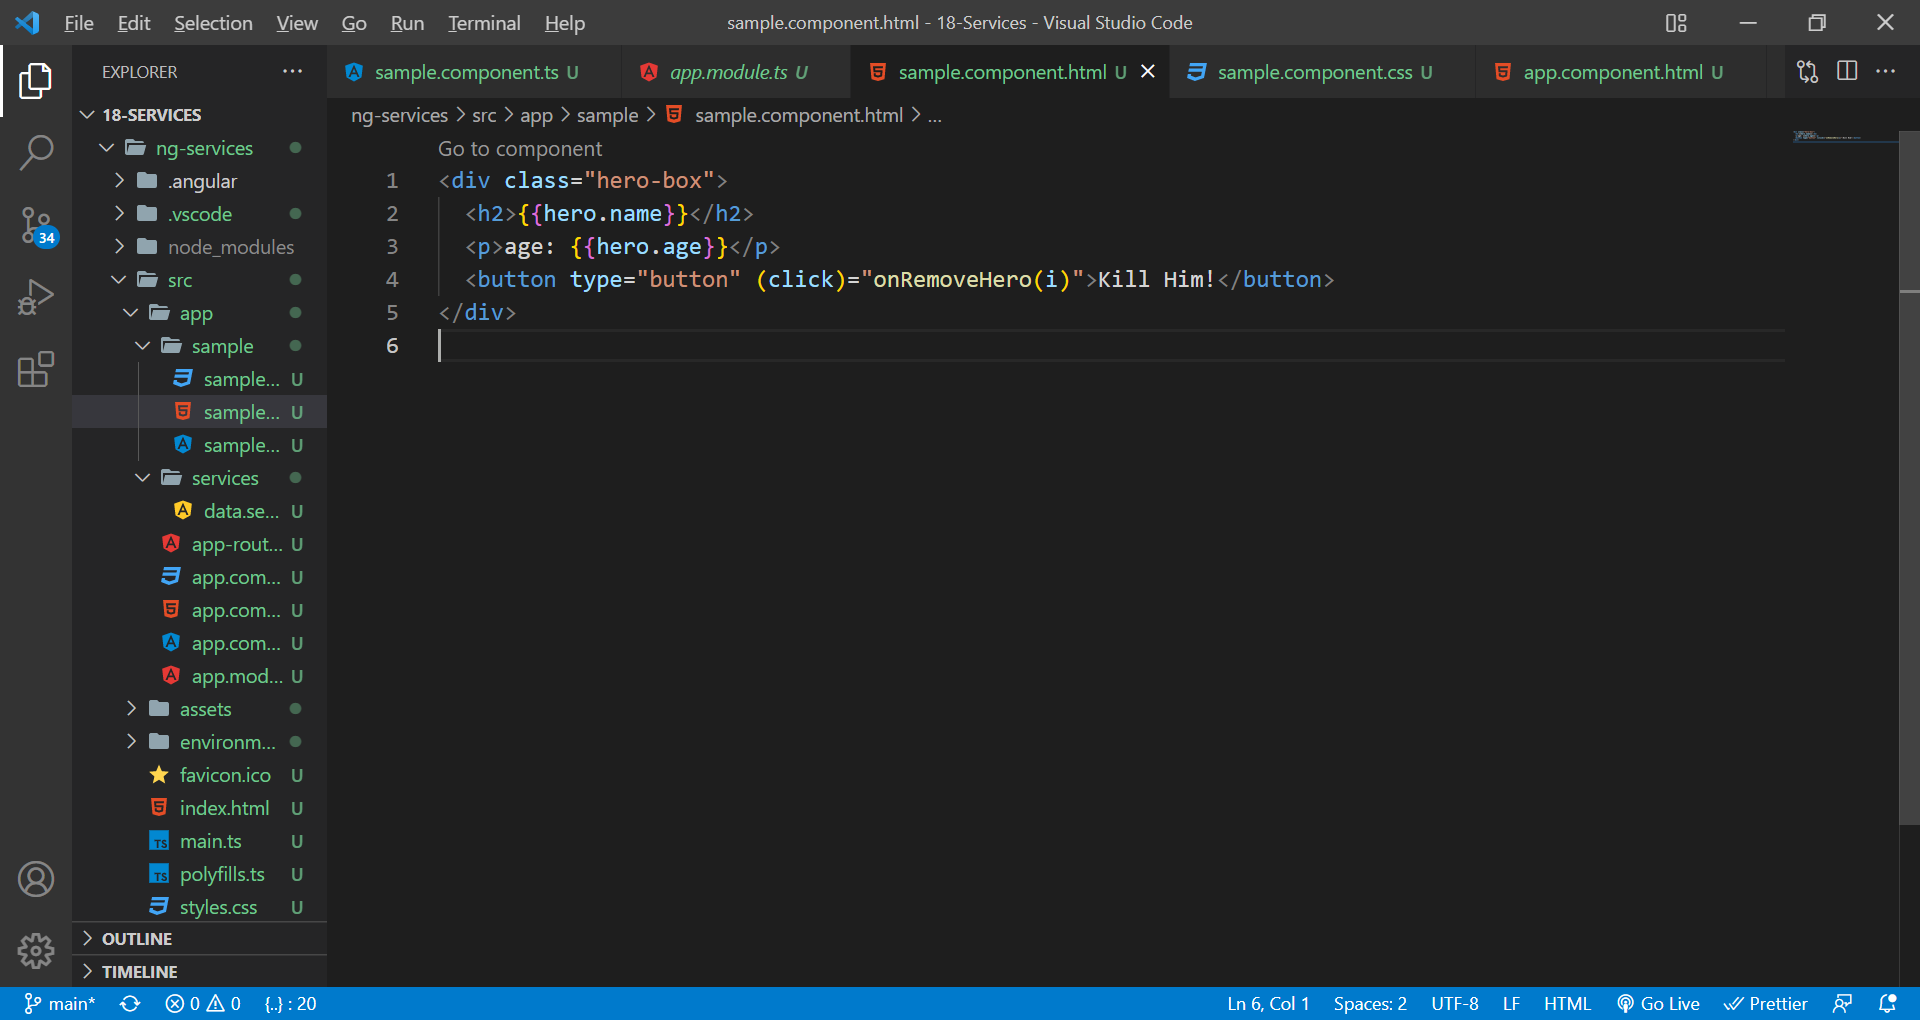 File Edit Selection View Go Run Terminal Help
sample.component.html - 18-Services - Visual Studio Code
EXPLORER
sample.component.ts U
app.module.ts U
sample.component.html U
sample.component.css U
app.component.html U
ng-services > src > app > sample > sample.component.html > ...
18-SERVICES
ng-services
.angular
.vscode
node_modules
src
app
sample
sample... U
sample... U
sample... U
services
data.se... U
app-rout... U
app.com... U
app.com... U
app.com... U
app.mod... U
assets
environm...
favicon.ico U
index.html U
TS main.ts U
TS polyfills.ts U
styles.css U
OUTLINE
TIMELINE
34
Go to component
1 <div class="hero-box">
2 <h2>{{hero.name}}</h2>
3 <p>age: {{hero.age}}</p>
4 <button type="button" (click)="onRemoveHero(i)">Kill Him!</button>
5 </div>
6
main* 0 0 {..} : 20
Ln 6, Col 1 Spaces: 2 UTF-8 LF HTML Go Live Prettier